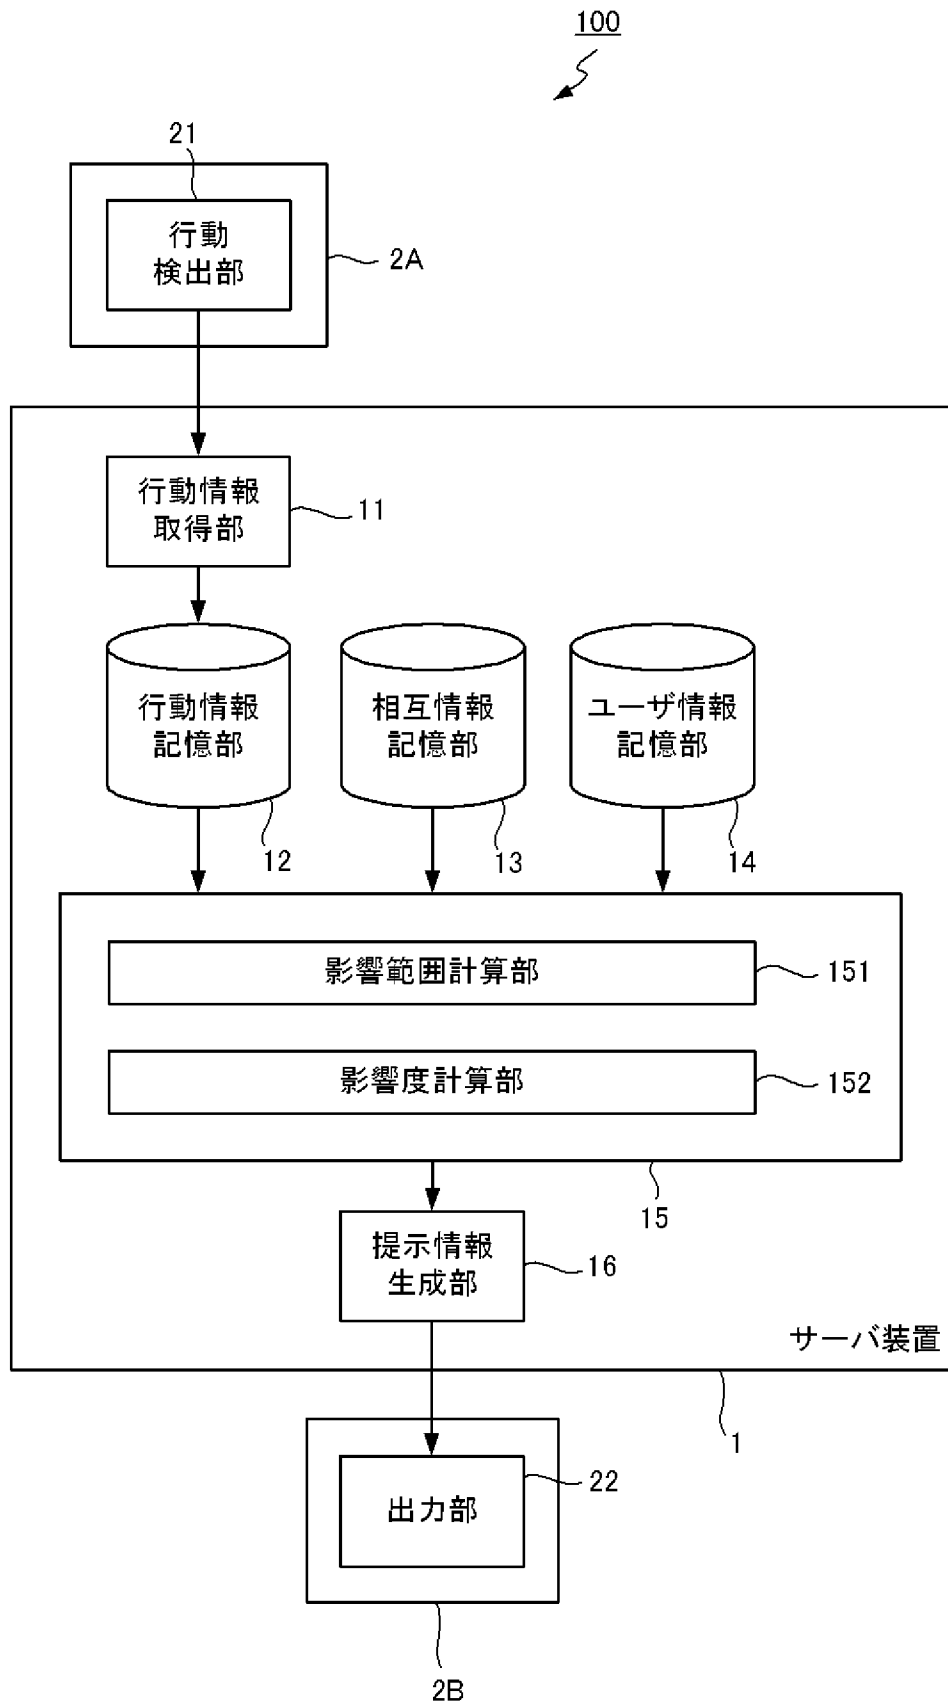 100
21
行動
検出部
2A
行動情報
取得部
11
行動情報
記憶部
相互情報
記憶部
ユーザ情報
記憶部
12
13
14
影響範囲計算部
151
影響度計算部
152
15
提示情報
生成部
16
サーバ装置
1
出力部
22
2B